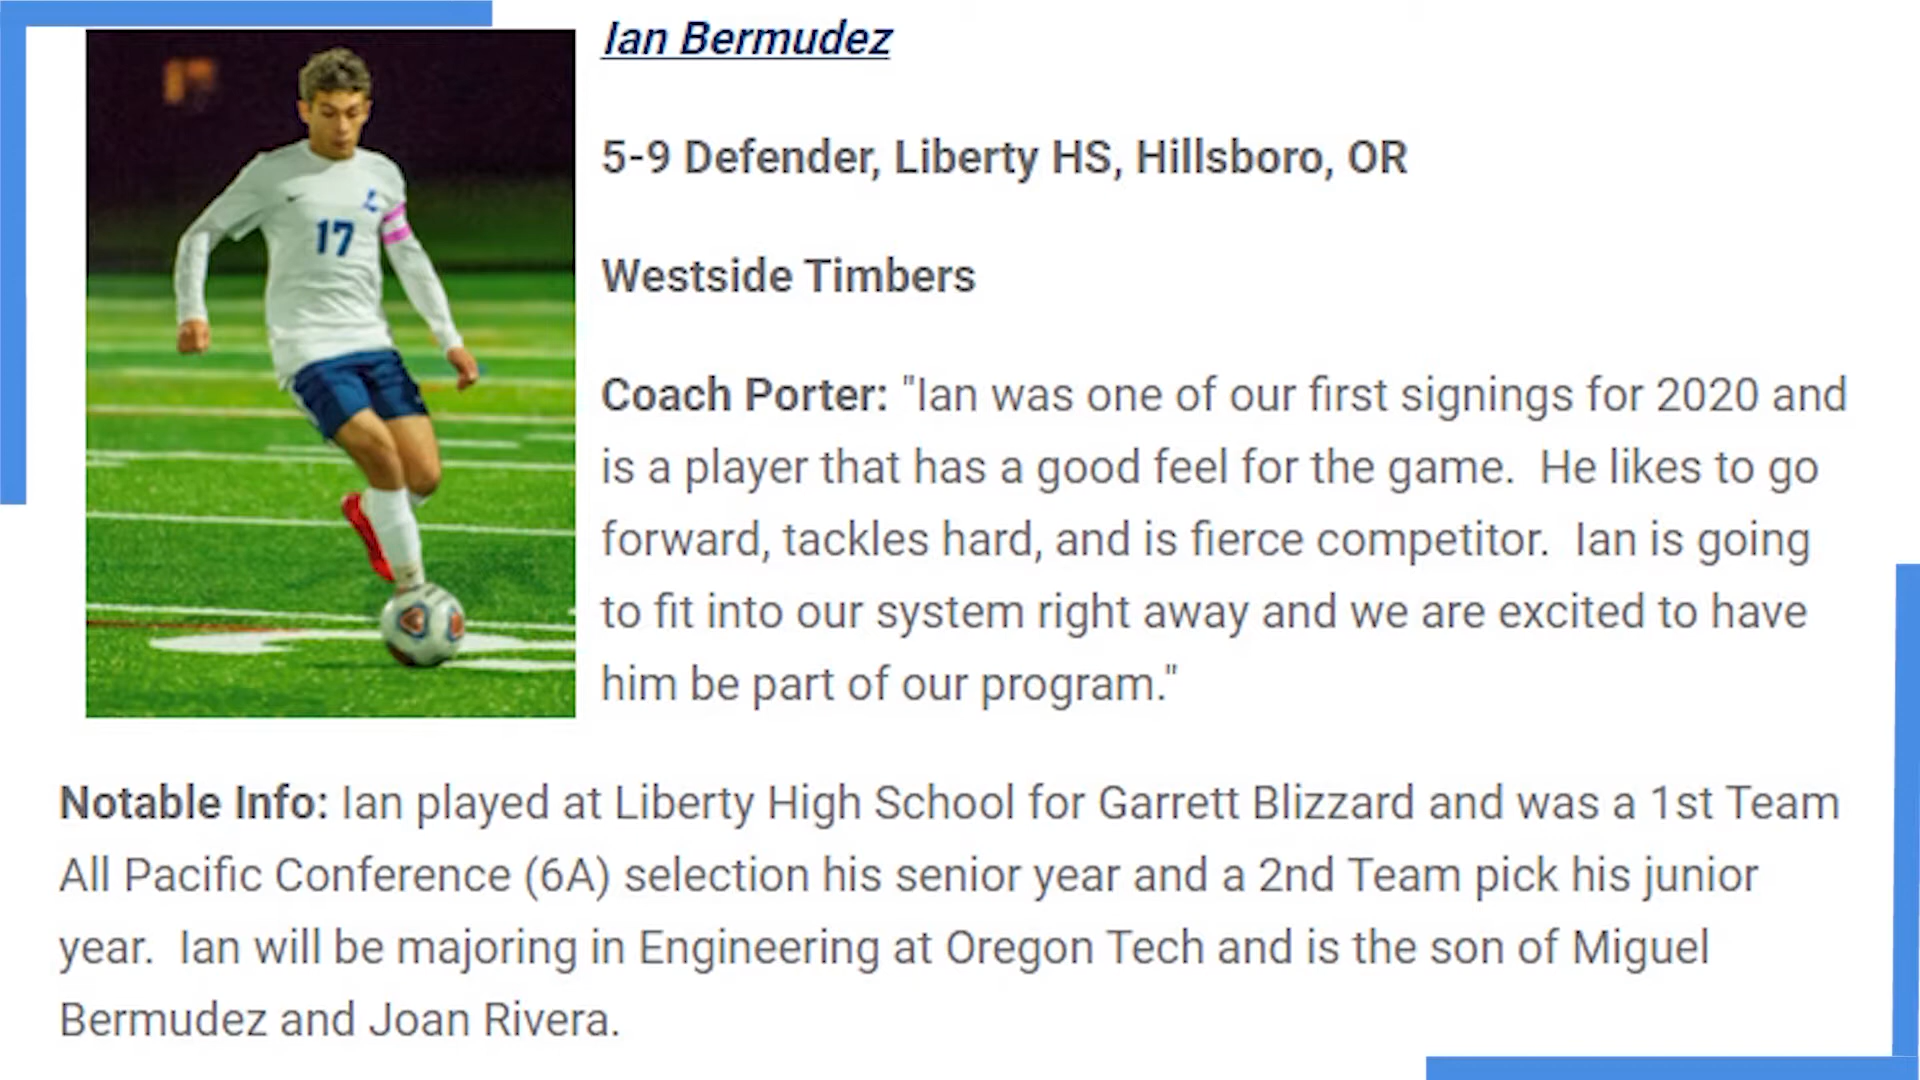 Ian Bermudez
5-9 Defender, Liberty HS, Hillsboro, OR
Westside Timbers
Coach Porter: "Ian was one of our first signings for 2020 and
is a player that has a good feel for the game.  He likes to go
forward, tackles hard, and is fierce competitor.  Ian is going
to fit into our system right away and we are excited to have
him be part of our program."
17
Notable Info: Ian played at Liberty High School for Garrett Blizzard and was a 1st Team
All Pacific Conference (6A) selection his senior year and a 2nd Team pick his junior
year.  Ian will be majoring in Engineering at Oregon Tech and is the son of Miguel
Bermudez and Joan Rivera.